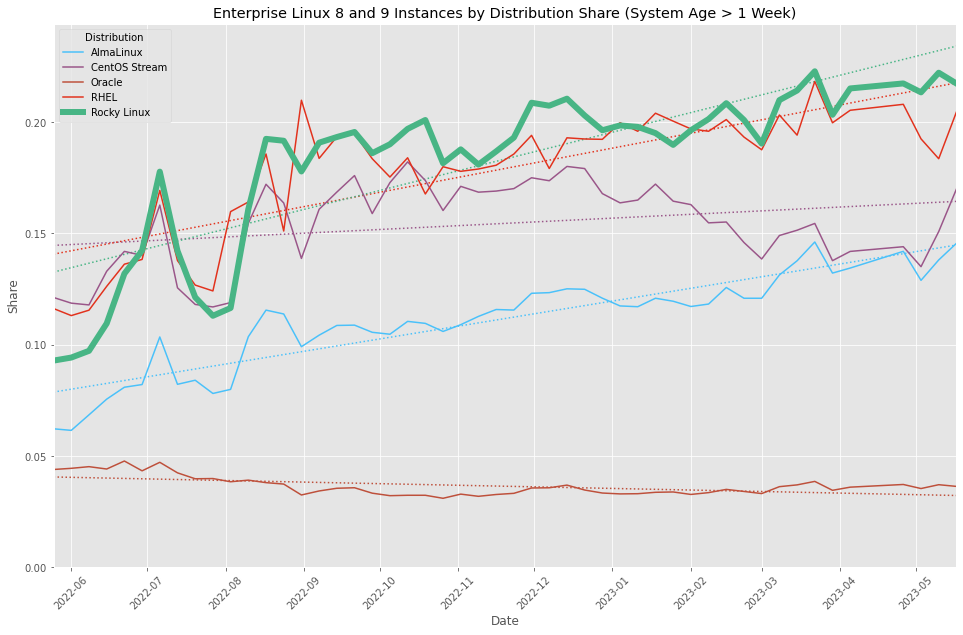 Enterprise Linux 8 and 9 Instances by Distribution Share (System Age > 1 Week)
Distribution
AlmaLinux
CentOS Stream
Oracle
RHEL
Rocky Linux
Share
0.20
0.15
0.10
0.05
0.00
2022-06
2022-07
2022-08
2022-09
2022-10
2022-11
2022-12
2023-01
2023-02
2023-03
2023-04
2023-05
Date